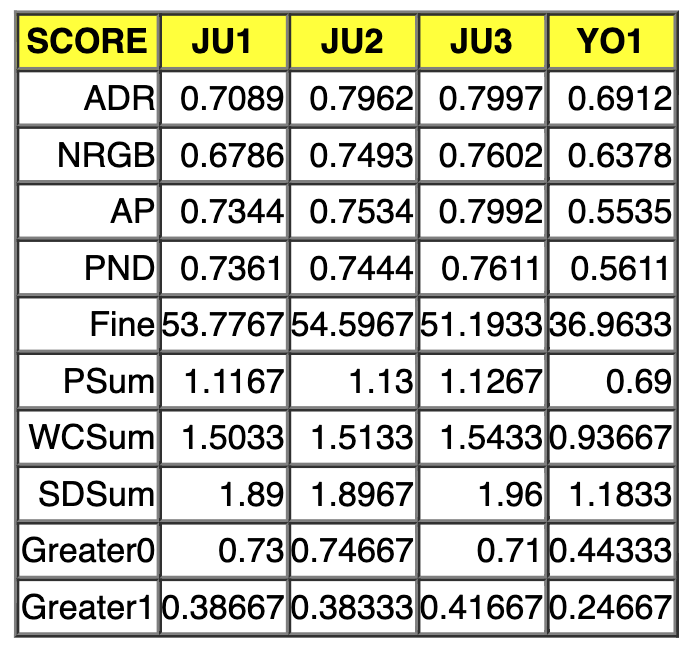 SCORE JU1 JU2 JU3 YO1
ADR 0.7089 0.7962 0.7997 0.6912
NRGB 0.6786 0.7493 0.7602 0.6378
AP 0.7344 0.7534 0.7992 0.5535
PND 0.7361 0.7444 0.7611 0.5611
Fine 53.7767 54.5967 51.1933 36.9633
PSum 1.1167 1.13 1.1267 0.69
WCSum 1.5033 1.5133 1.5433 0.93667
SDSum 1.89 1.8967 1.96 1.1833
Greater0 0.73 0.74667 0.71 0.44333
Greater1 0.38667 0.38333 0.41667 0.24667